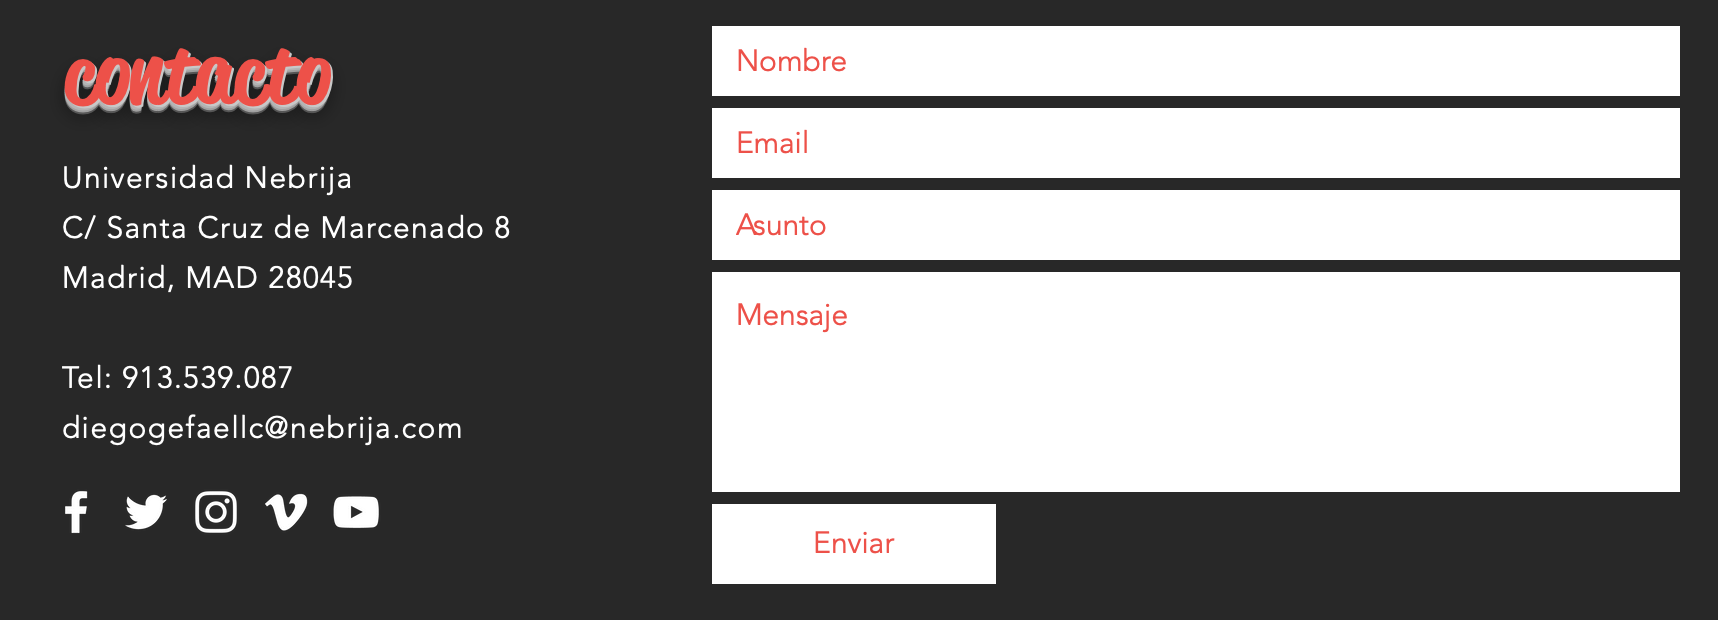 contacto
Universidad Nebrija
C/ Santa Cruz de Marcenado 8
Madrid, MAD 28045
Tel: 913.539.087
diegogefaellc@nebrija.com
Nombre
Email
Asunto
Mensaje
Enviar